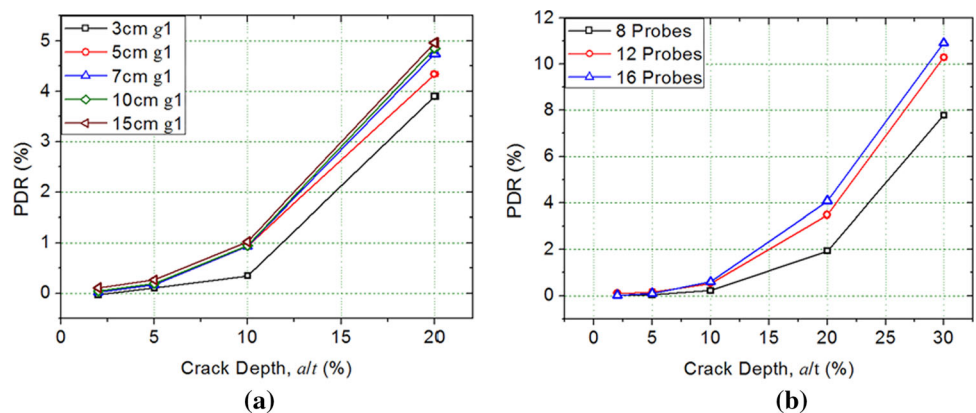 3cm g1
5cm g1
7cm g1
10cm g1
15cm g1
PDR (%)
5
4
3
2
1
0
0
5
10
15
20
Crack Depth, a/t (%)
(a)
8 Probes
12 Probes
16 Probes
PDR (%)
12
10
8
6
4
2
0
0
5
10
15
20
25
30
Crack Depth, a/t (%)
(b)